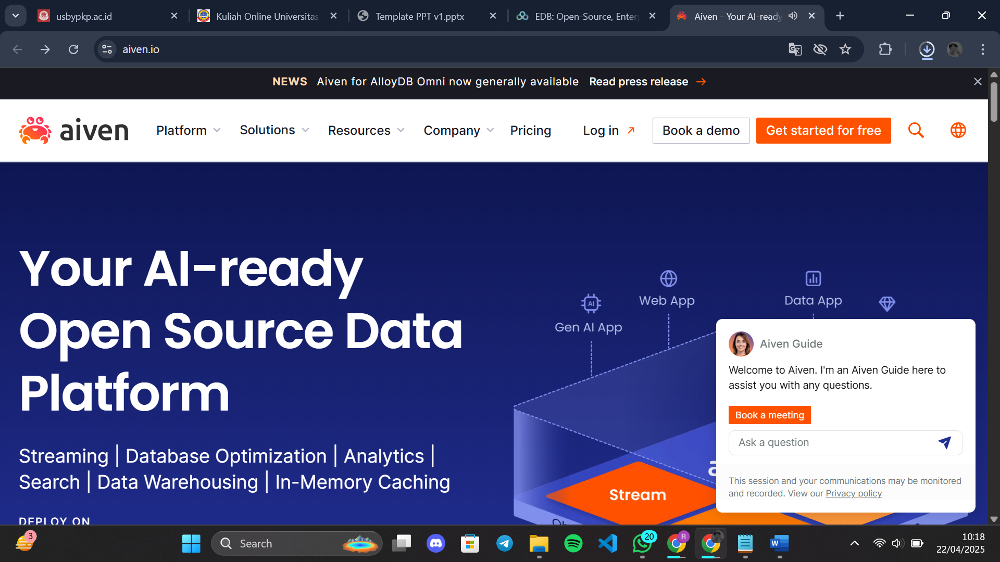 usbypkp.ac.id
Kuliah Online Universitas
Template PPT v1.pptx
EDB: Open-Source, Enter
Aiven - Your AI-ready
aiven.io
NEWS Aiven for AlloyDB Omni now generally available Read press release →
aiven
Platform
Solutions
Resources
Company
Pricing
Log in
Book a demo
Get started for free
Your AI-ready
Open Source Data
Platform
Streaming | Database Optimization | Analytics |
Search | Data Warehousing | In-Memory Caching
DEPLOY ON
AI
Gen AI App
Web App
Data App
Stream
Aiven Guide
Welcome to Aiven. I'm an Aiven Guide here to
assist you with any questions.
Book a meeting
Ask a question
This session and your communications may be monitored
and recorded. View our Privacy policy
3
Search
20
R
W
10:18
22/04/2025